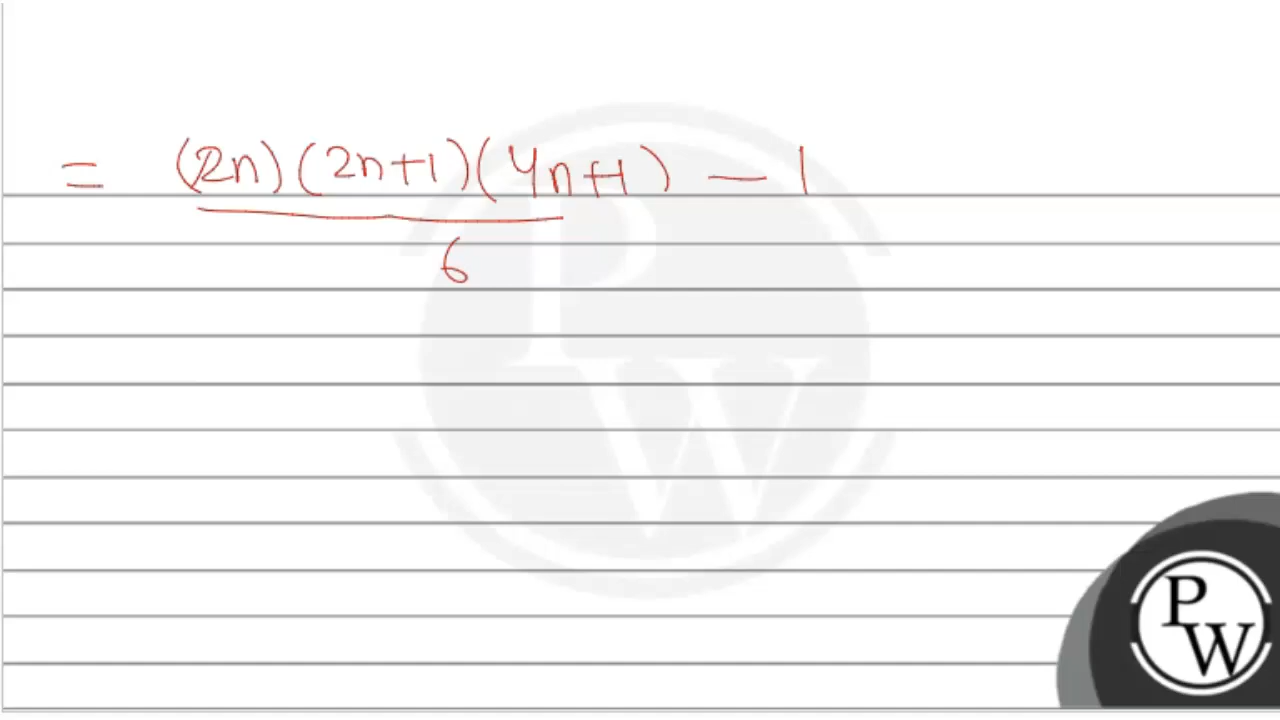 = (2n)(2n+1)(4n+1) - 1
6
P
W
P
W